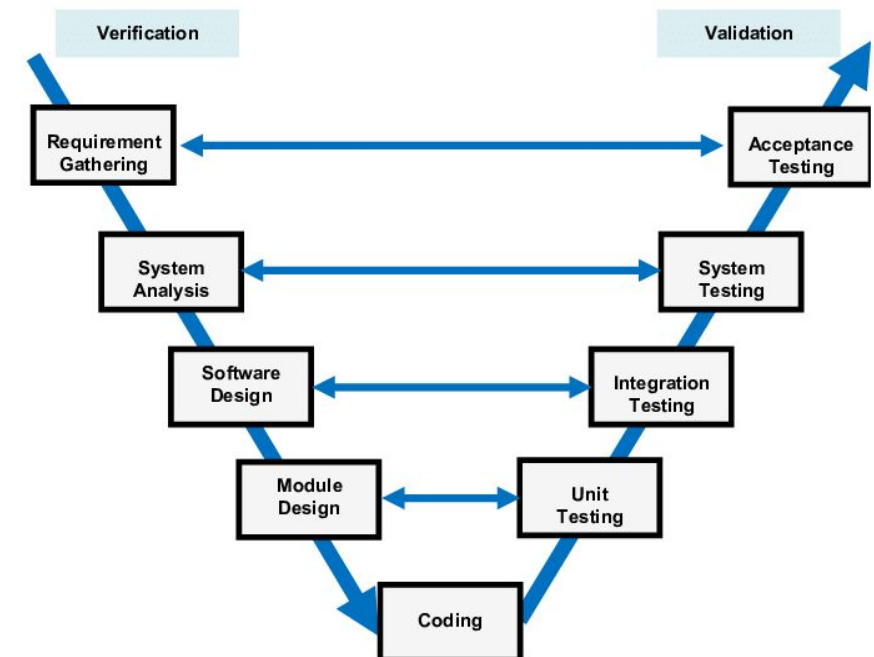 Verification
Validation
Requirement
Gathering
Acceptance
Testing
System
Analysis
System
Testing
Software
Design
Integration
Testing
Module
Design
Unit
Testing
Coding